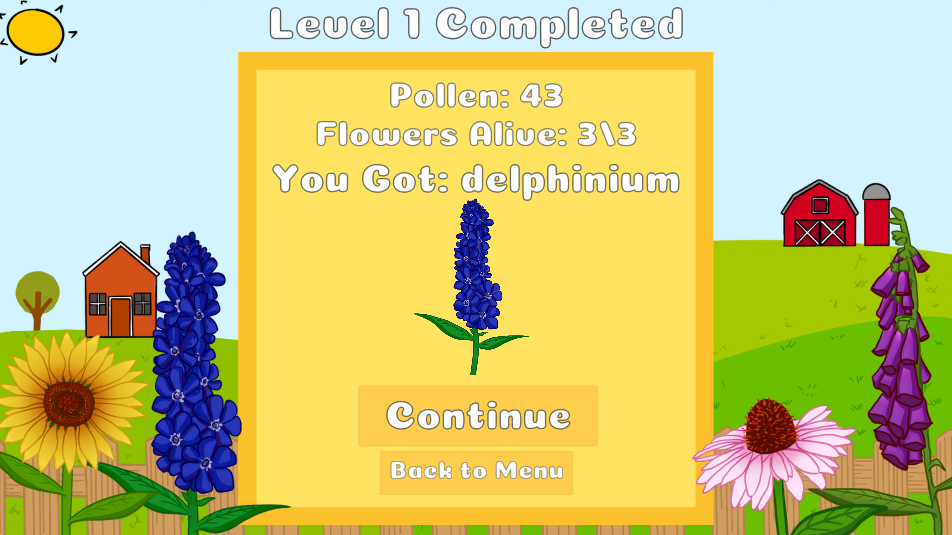 Level 1 Completed
Pollen: 43
Flowers Alive: 3\3
You Got: delphinium
Continue
Back to Menu